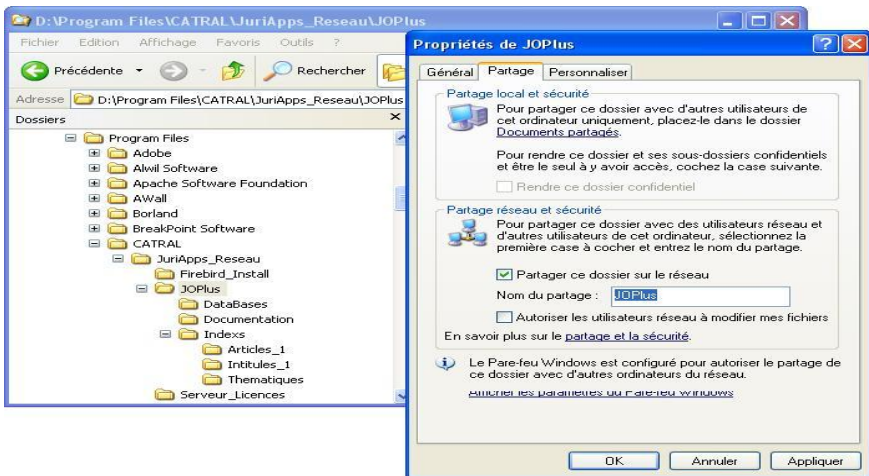 D:\Program Files\CATRAL\JuriApps_Reseau\JOPlus
Fichier Edition Affichage Favoris Outils ?
Précédente
Rechercher
Adresse D:\Program Files\CATRAL\JuriApps_Reseau\JOPlus
Dossiers
Program Files
Adobe
Alwil Software
Apache Software Foundation
AWall
Borland
BreakPoint Software
CATRAL
JuriApps_Reseau
Firebird_Install
JOPlus
DataBases
Documentation
Indexs
Articles_1
Intitules_1
Thematiques
Serveur_Licences
Propriétés de JOPlus
Général Partage Personnaliser
Partage local et sécurité
Pour partager ce dossier avec d'autres utilisateurs de
cet ordinateur uniquement, placez-le dans le dossier
Documents partagés.
Pour rendre ce dossier et ses sous-dossiers confidentiels
et être le seul à y avoir accès, cochez la case suivante.
Rendre ce dossier confidentiel
Partage réseau et sécurité
Pour partager ce dossier avec des utilisateurs réseau et
d'autres utilisateurs de cet ordinateur, sélectionnez la
première case à cocher et entrez le nom du partage.
Partager ce dossier sur le réseau
Nom du partage : JOPlus
Autoriser les utilisateurs réseau à modifier mes fichiers
En savoir plus sur le partage et la sécurité.
Le Pare-feu Windows est configuré pour autoriser le partage de
ce dossier avec d'autres ordinateurs du réseau.
Afficher les paramètres du Pare-feu Windows
OK Annuler Appliquer